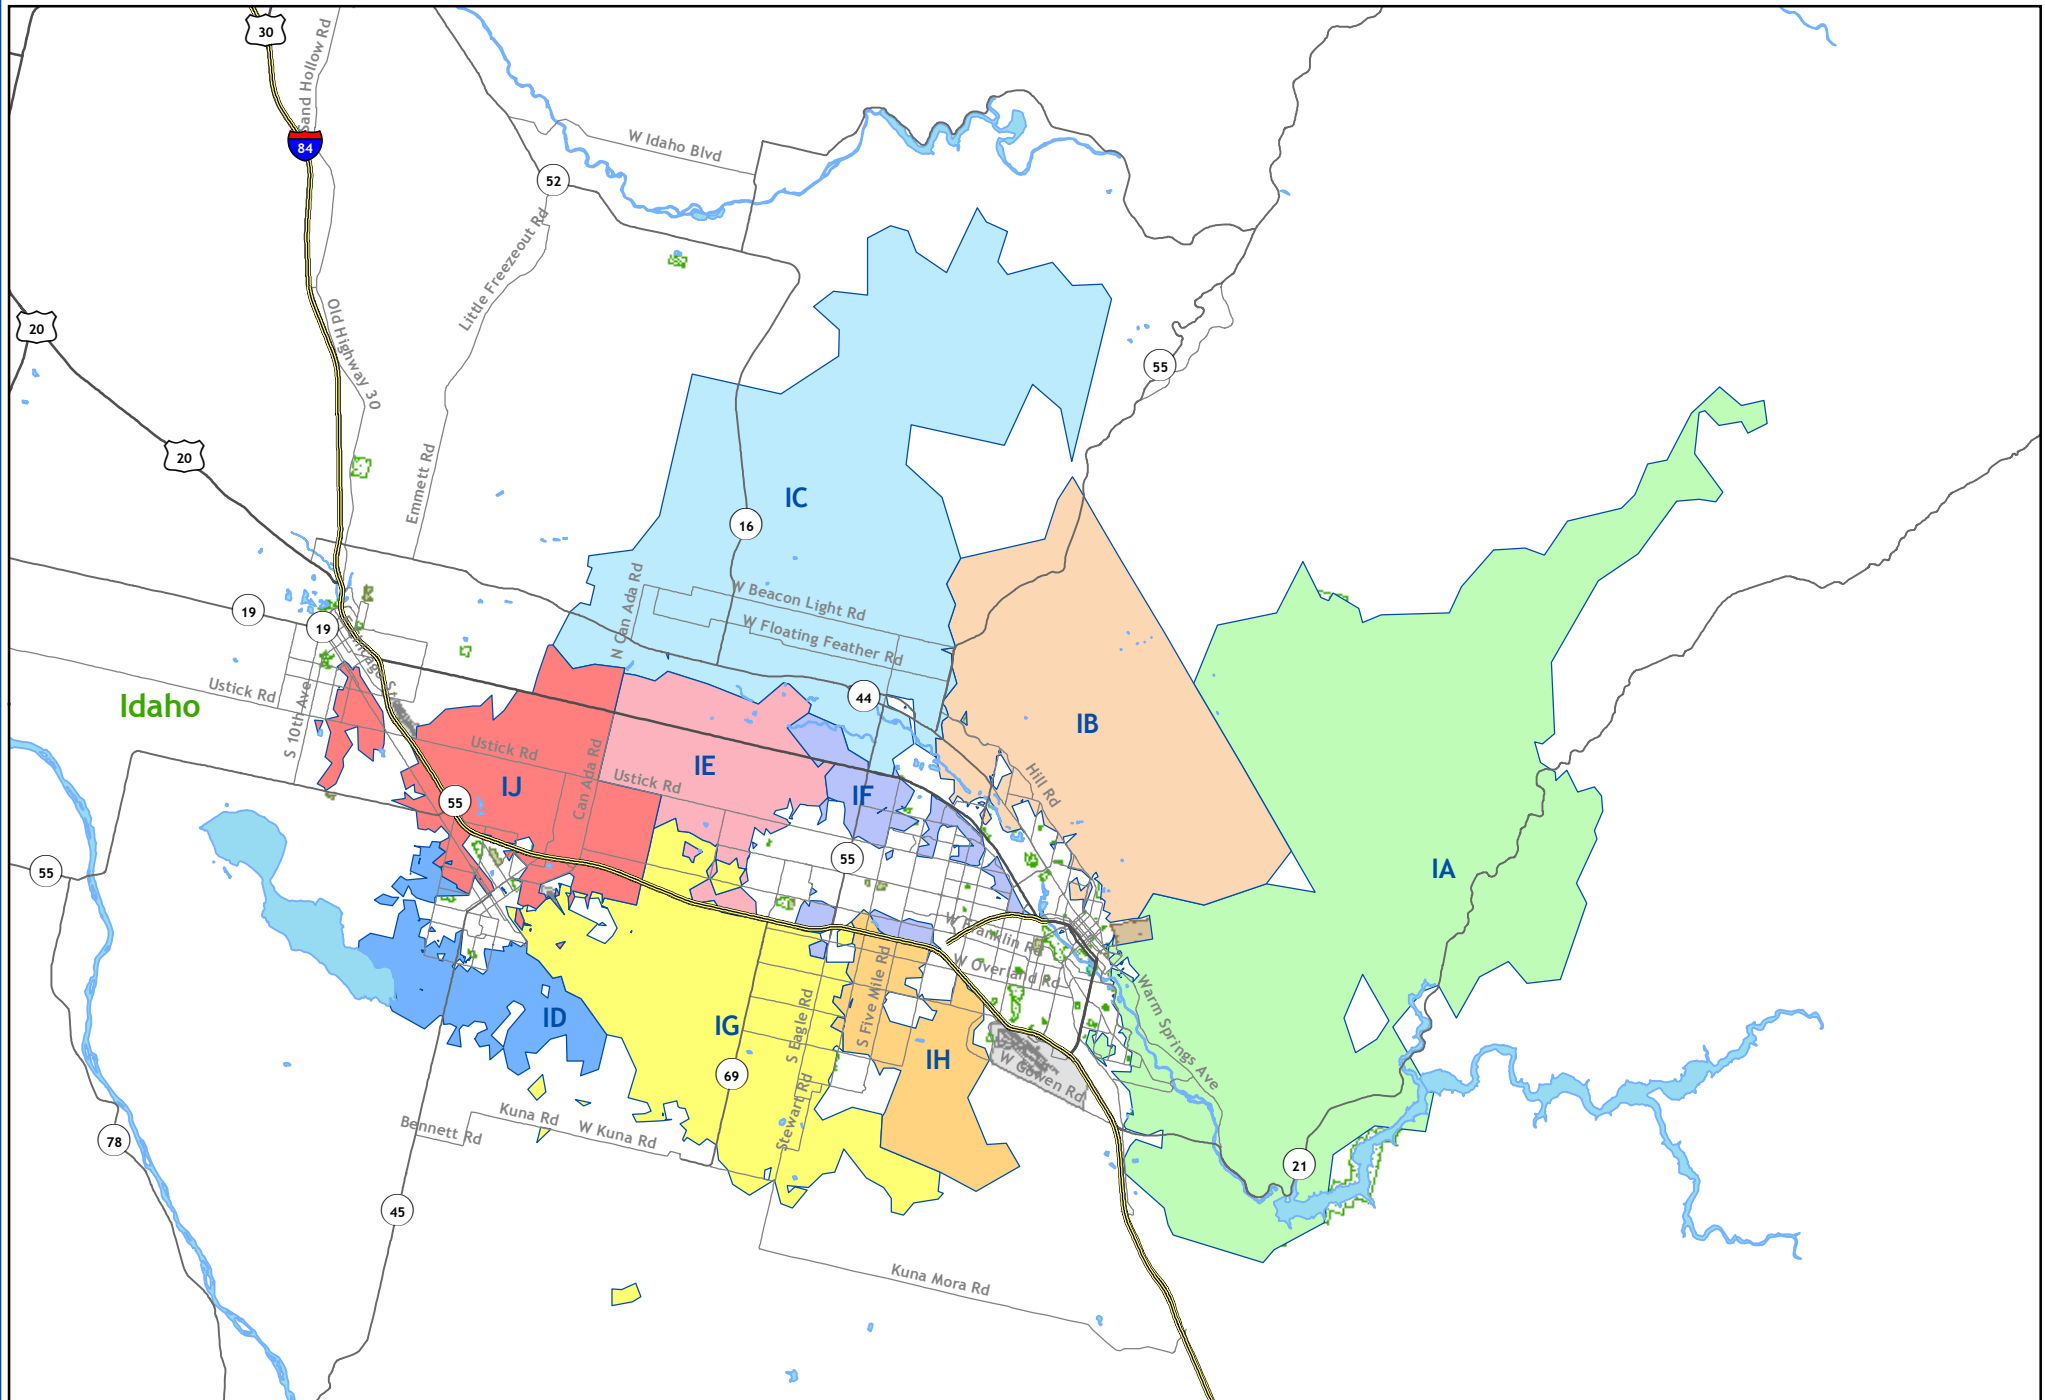 30
Sand Hollow Rd
84
W Idaho Blvd
52
Little Freezeout Rd
20
Old Highway 30
55
20
Emmett Rd
IC
16
N Can Ada Rd
W Beacon Light Rd
W Floating Feather Rd
19
19
Ustick Rd
Idaho
S 10th Ave
44
IB
Ustick Rd
Can Ada Rd
IE
Ustick Rd
IJ
IF
Hill Rd
55
55
55
IA
W Franklin Rd
W Overland Rd
S Five Mile Rd
S Eagle Rd
Warm Springs Ave
ID
IG
IH
W Gowen Rd
69
Stewart Rd
Kuna Rd
W Kuna Rd
Bennett Rd
78
21
45
Kuna Mora Rd